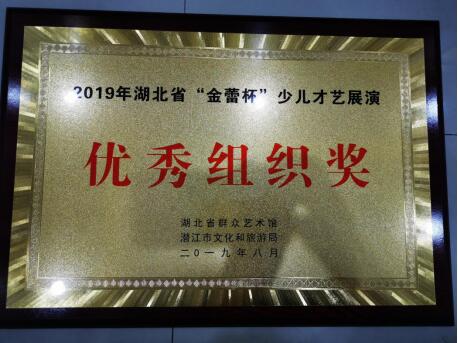 2019年湖北省“金蕾杯”少儿才艺展演
优秀组织奖
湖北省群众艺术馆
潜江市文化和旅游局
二〇一九年八月